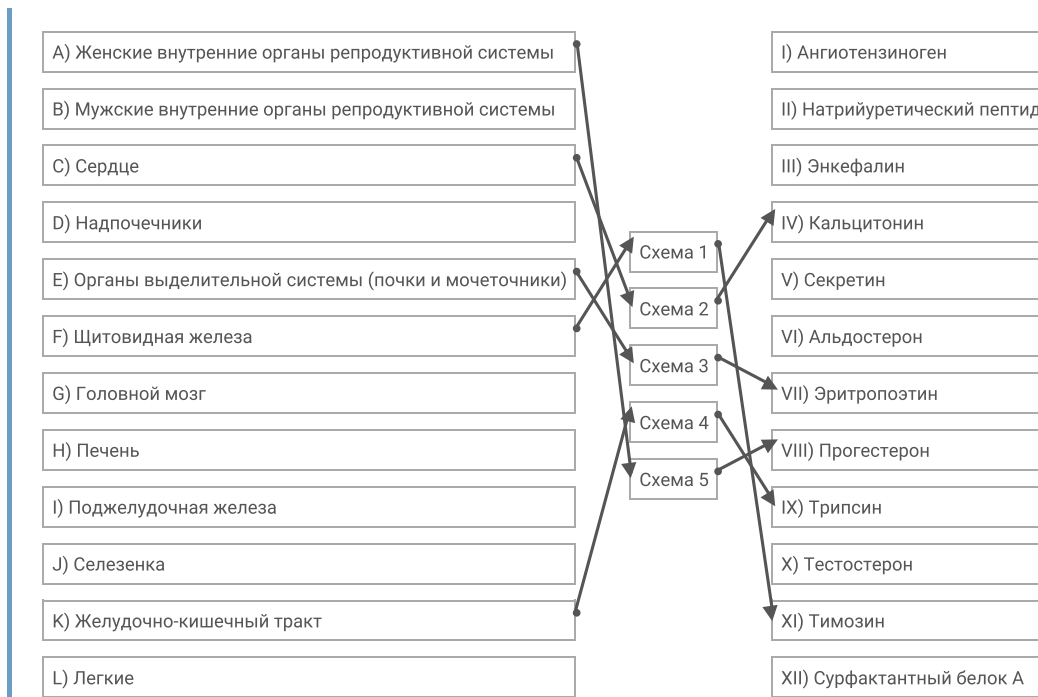 A) Женские внутренние органы репродуктивной системы
B) Мужские внутренние органы репродуктивной системы
C) Сердце
D) Надпочечники
E) Органы выделительной системы (почки и мочеточники)
F) Щитовидная железа
G) Головной мозг
H) Печень
I) Поджелудочная железа
J) Селезенка
K) Желудочно-кишечный тракт
L) Легкие
Схема 1
Схема 2
Схема 3
Схема 4
Схема 5
I) Ангиотензиноген
II) Натрийуретический пептид
III) Энкефалин
IV) Кальцитонин
V) Секретин
VI) Альдостерон
VII) Эритропоэтин
VIII) Прогестерон
IX) Трипсин
X) Тестостерон
XI) Тимозин
XII) Сурфактантный белок А